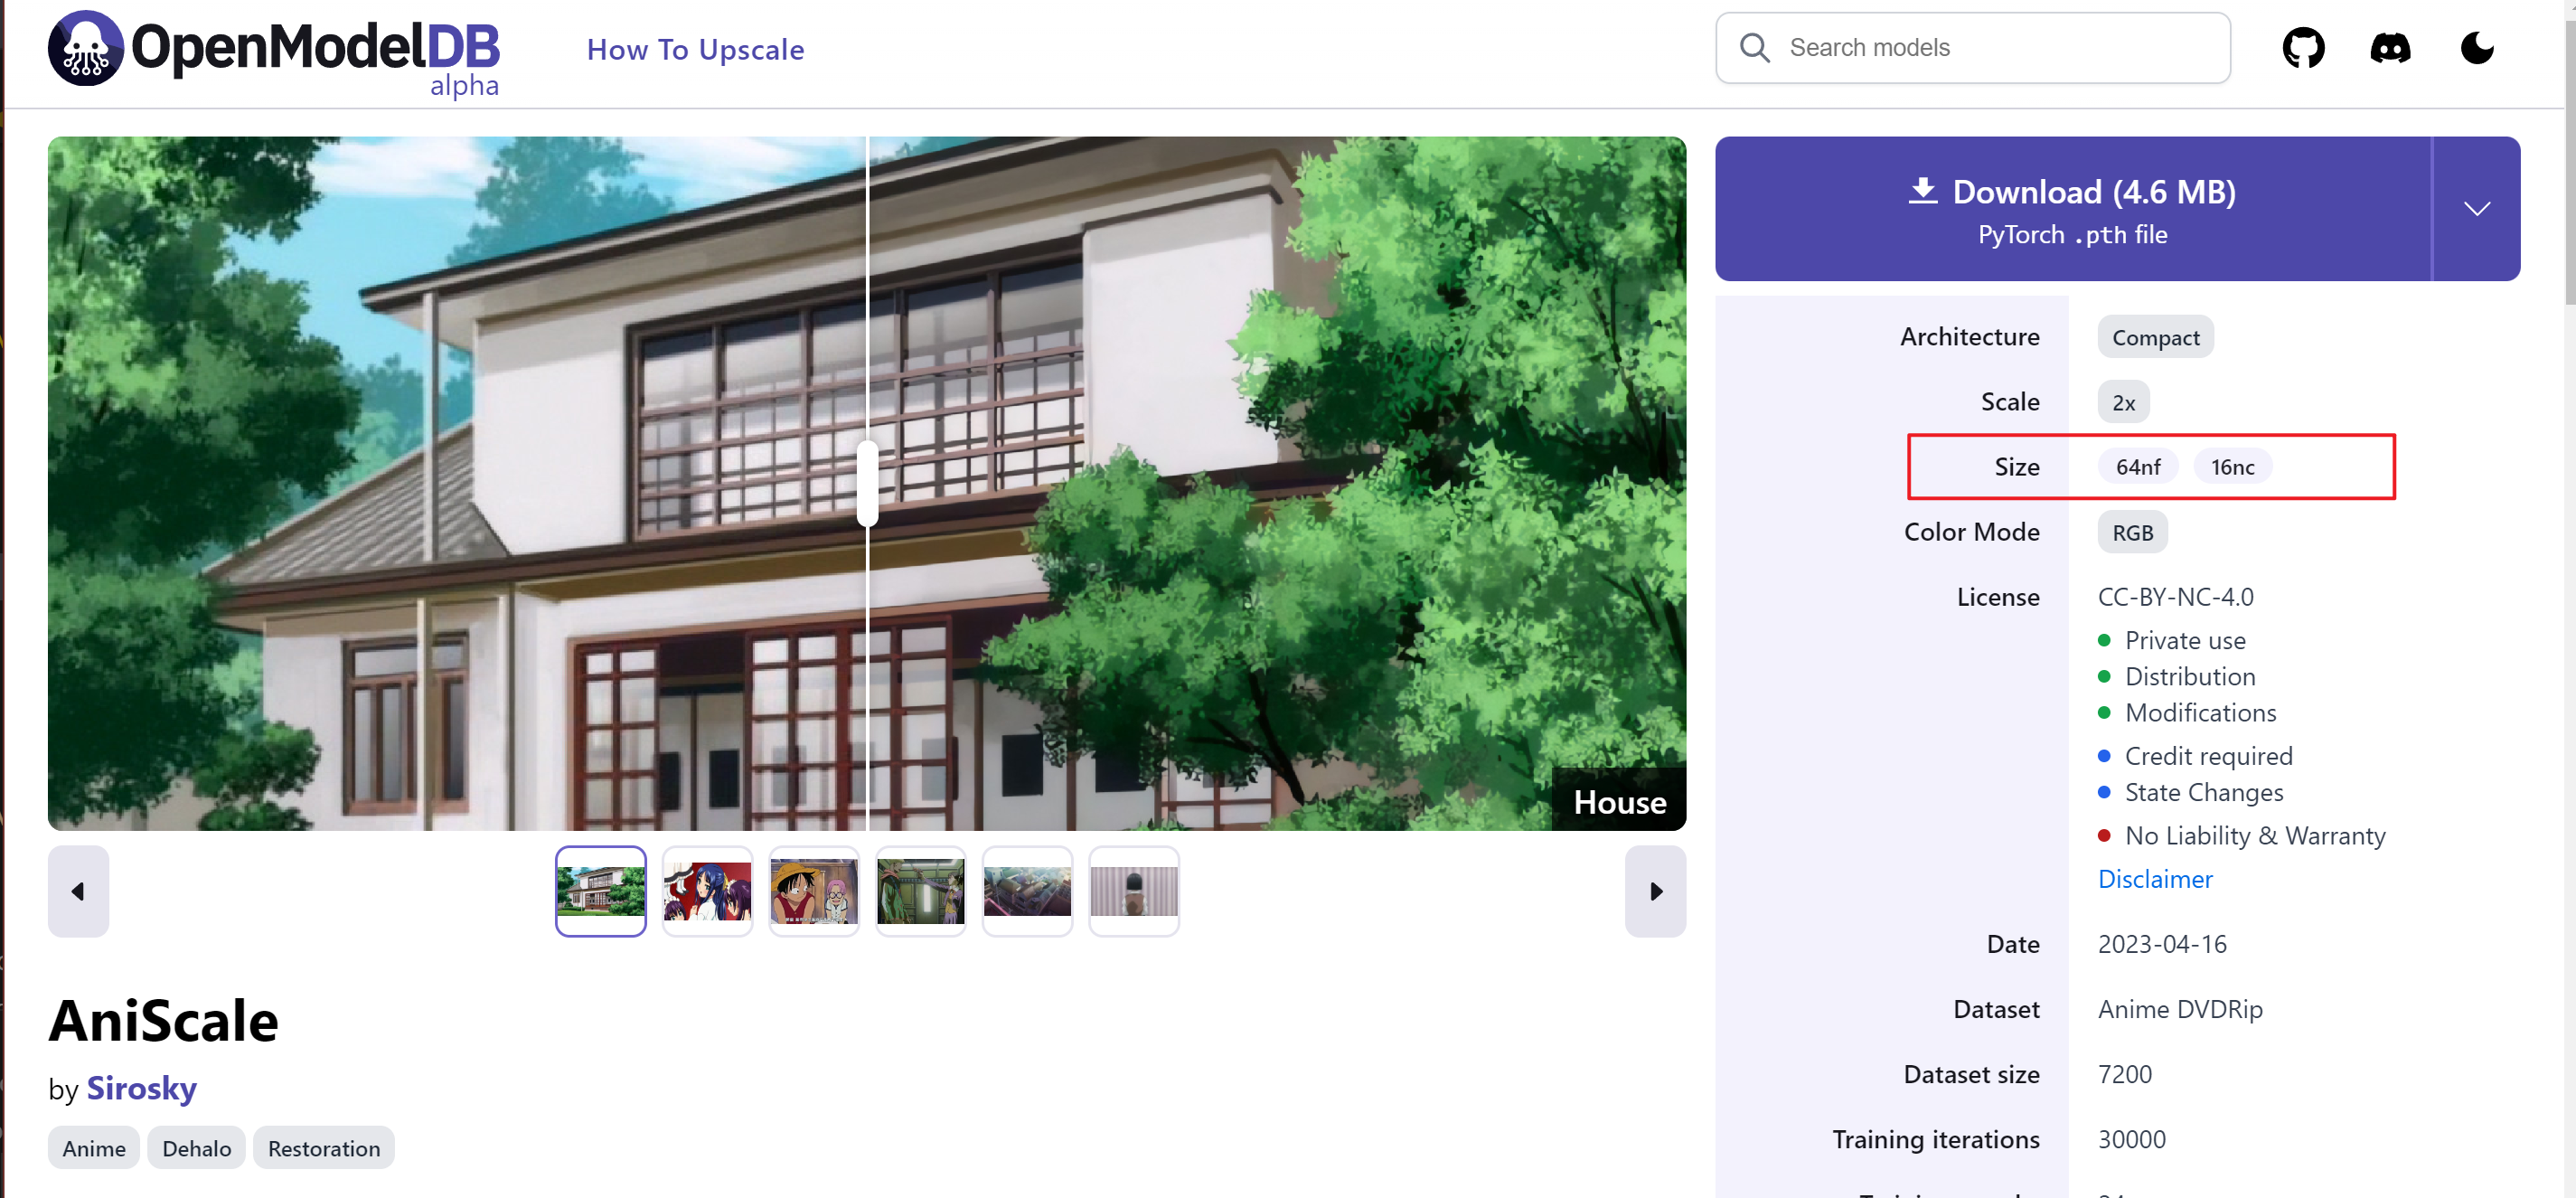 OpenModelDB
alpha
How To Upscale
Search models
House
AniScale
by Sirosky
Anime Dehalo Restoration
Download (4.6 MB)
PyTorch .pth file
Architecture Compact
Scale 2x
Size 64nf 16nc
Color Mode RGB
License CC-BY-NC-4.0
Private use
Distribution
Modifications
Credit required
State Changes
No Liability & Warranty
Disclaimer
Date 2023-04-16
Dataset Anime DVDRip
Dataset size 7200
Training iterations 30000